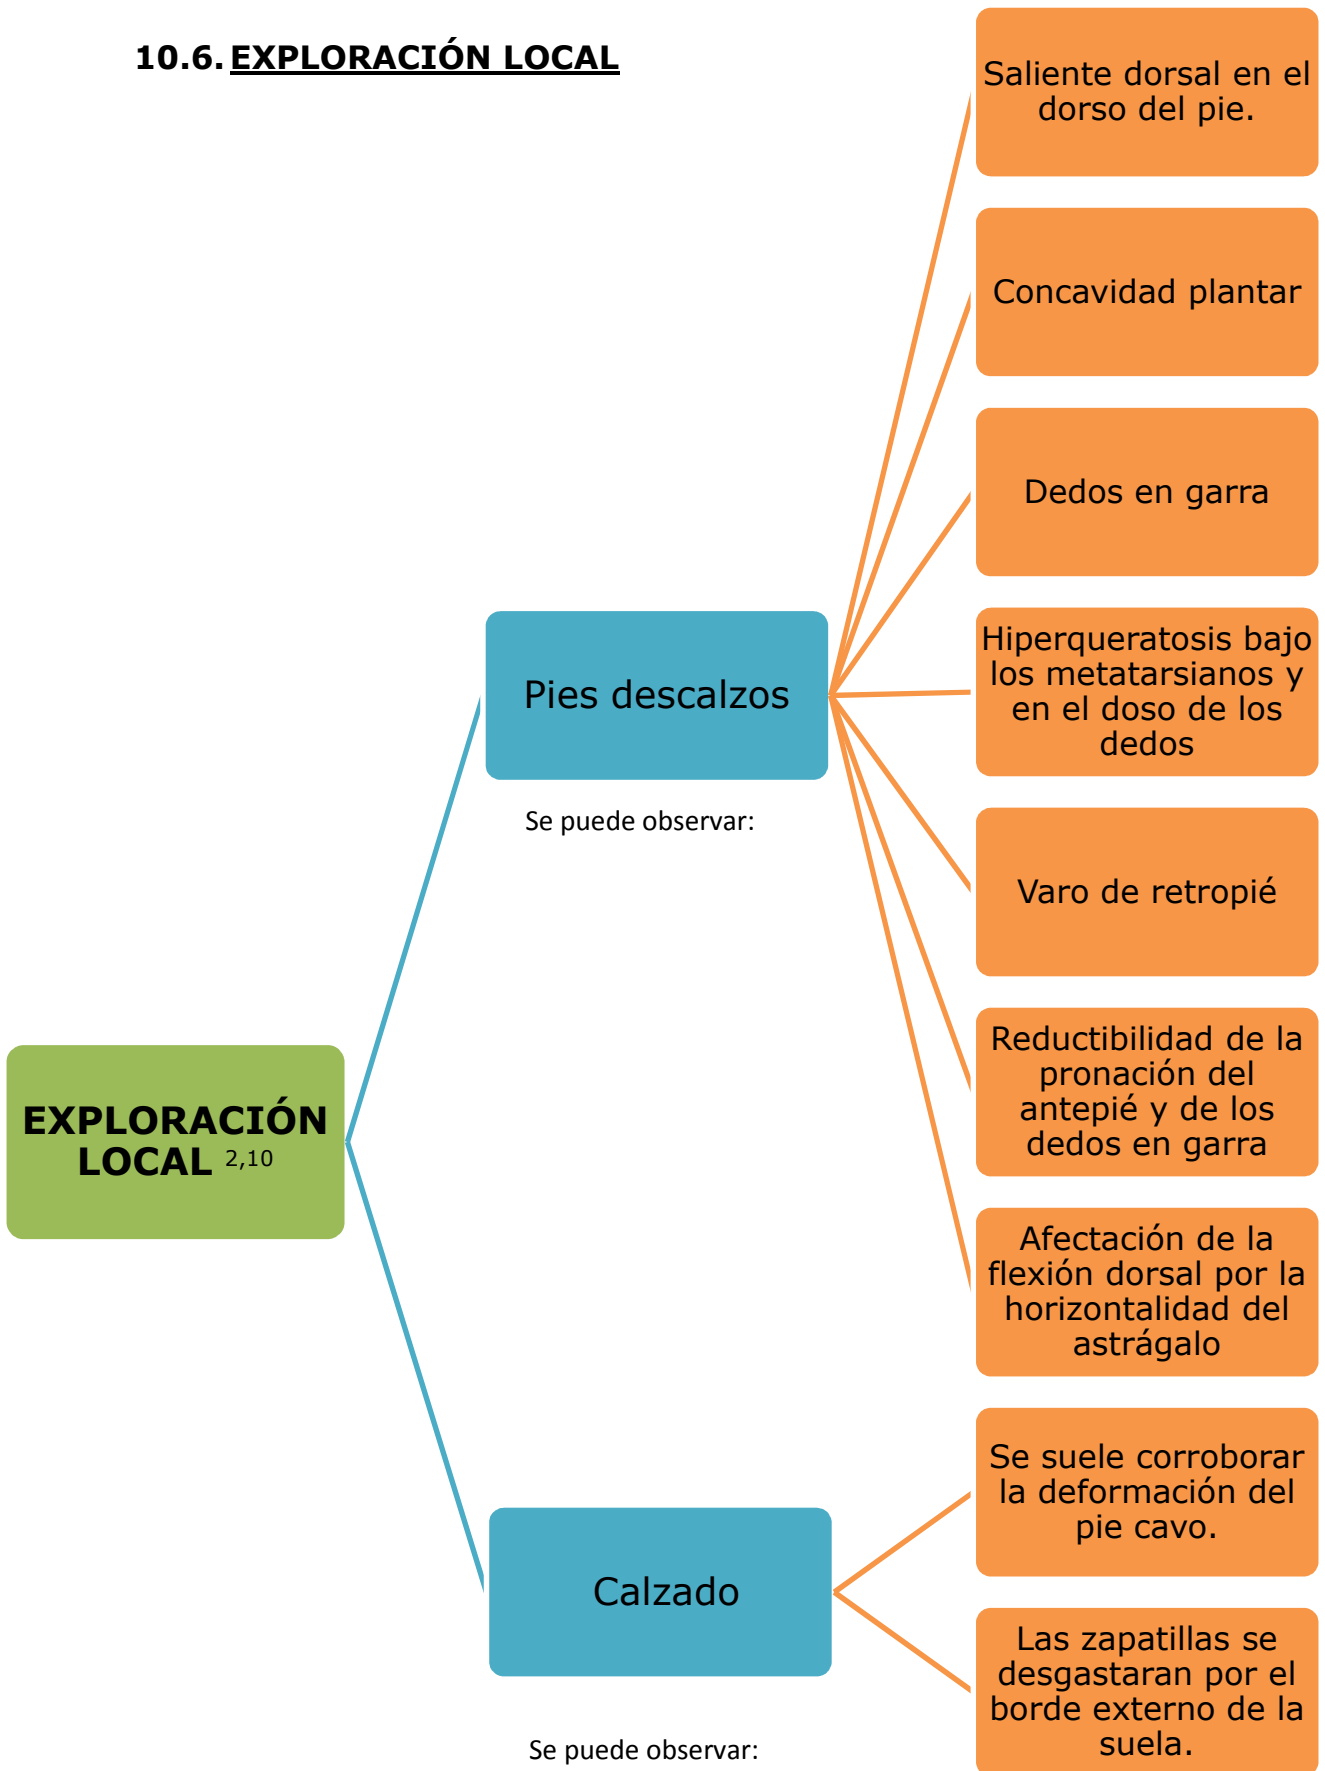 10.6. EXPLORACIÓN LOCAL
EXPLORACIÓN
LOCAL 2,10
Pies descalzos
Se puede observar:
Saliente dorsal en el
dorso del pie.
Concavidad plantar
Dedos en garra
Hiperqueratosis bajo
los metatarsianos y
en el doso de los
dedos
Varo de retropié
Reductibilidad de la
pronación del
antepié y de los
dedos en garra
Afectación de la
flexión dorsal por la
horizontalidad del
astrágalo
Calzado
Se puede observar:
Se suele corroborar
la deformación del
pie cavo.
Las zapatillas se
desgastaran por el
borde externo de la
suela.